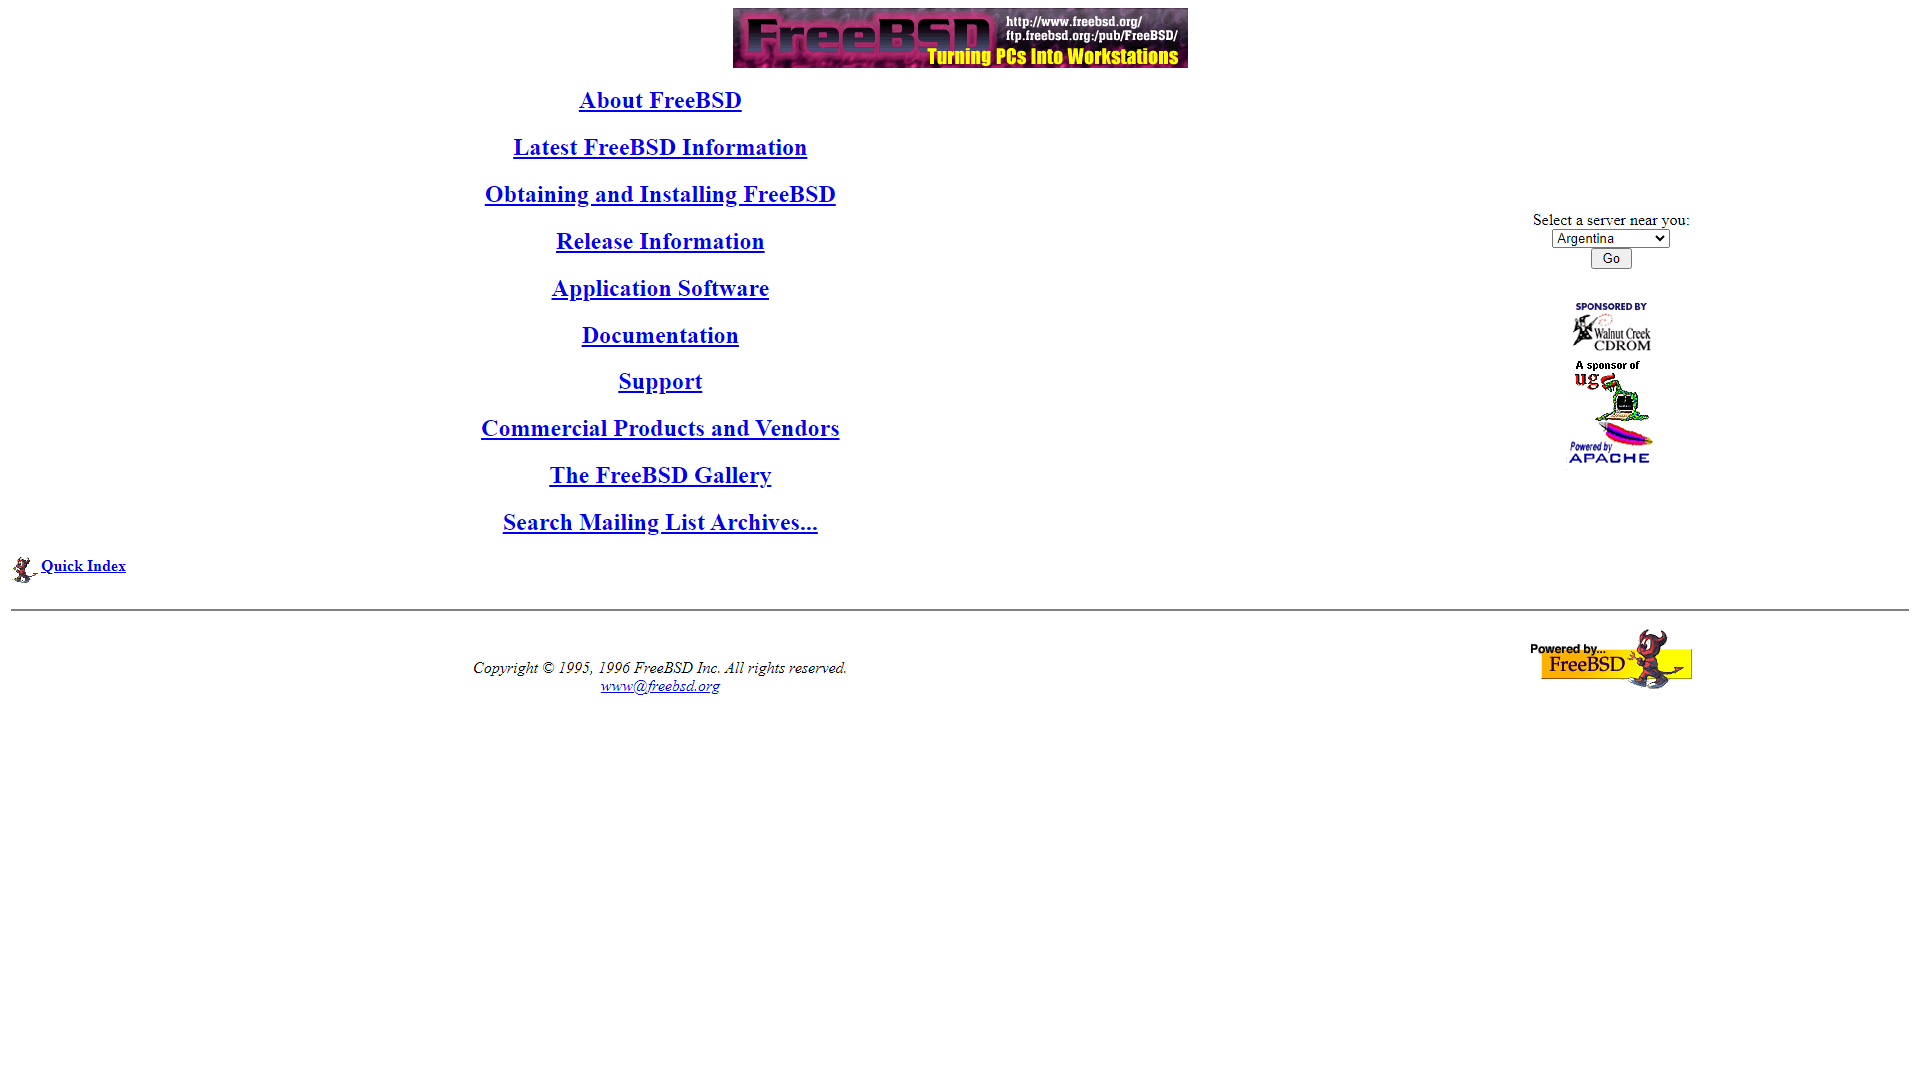 FreeBSD
http://www.freebsd.org/
ftp.freebsd.org:/pub/FreeBSD/
Turning PCs Into Workstations
About FreeBSD
Latest FreeBSD Information
Obtaining and Installing FreeBSD
Release Information
Application Software
Documentation
Support
Commercial Products and Vendors
The FreeBSD Gallery
Search Mailing List Archives...
Select a server near you:
Argentina
Go
SPONSORED BY
Walnut Creek
CDROM
A sponsor of
ug
Powered by
APACHE
Quick Index
Copyright © 1995, 1996 FreeBSD Inc. All rights reserved.
www@freebsd.org
Powered by...
FreeBSD